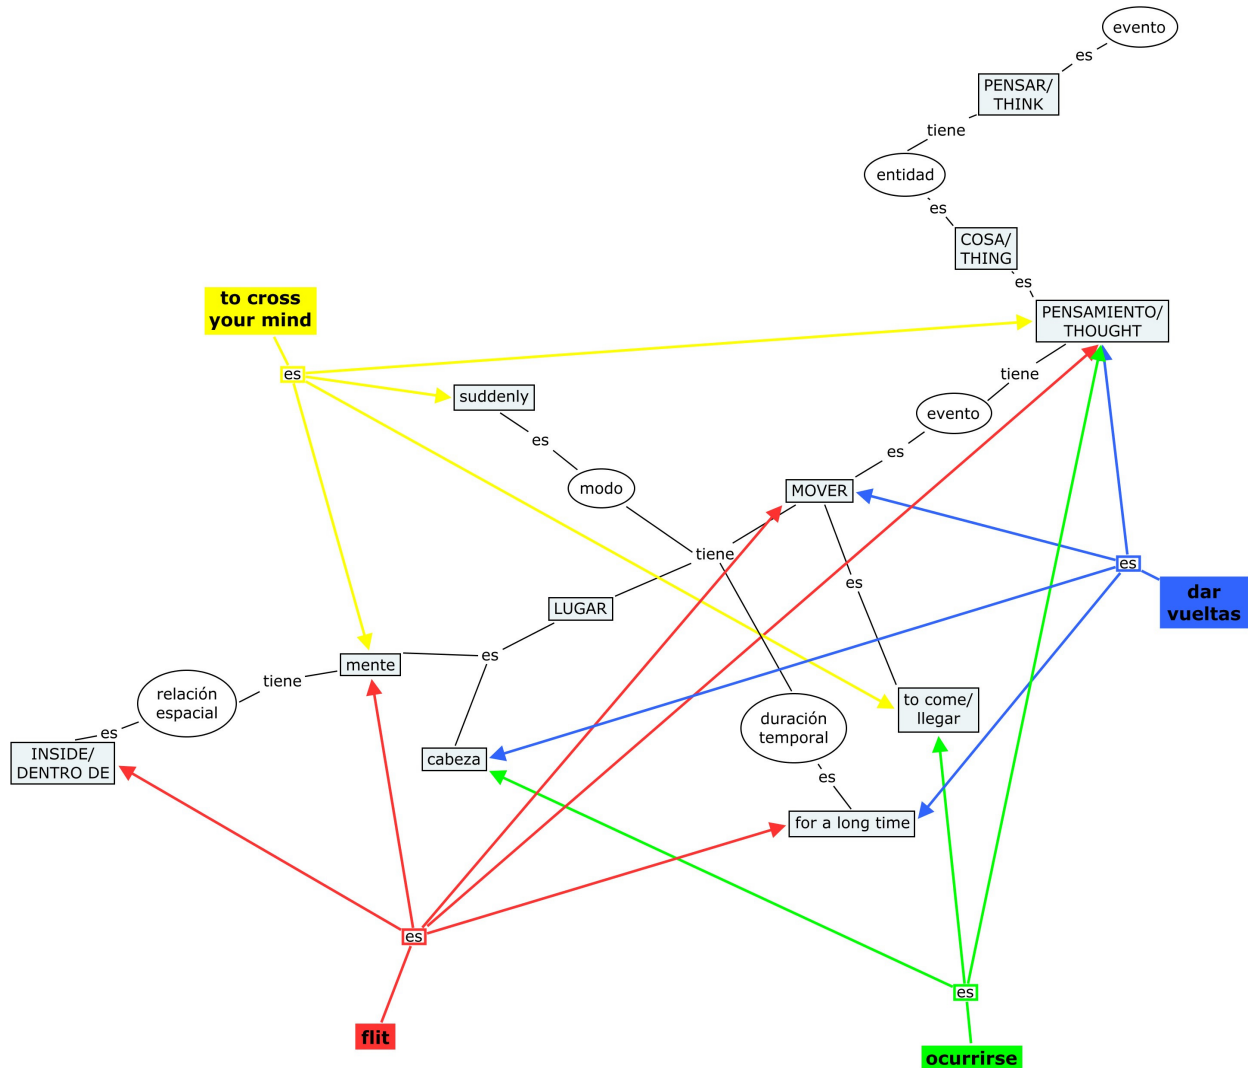 evento
es
PENSAR/
THINK
tiene
entidad
es
COSA/
THING
es
to cross
your mind
PENSAMIENTO/
THOUGHT
es
tiene
suddenly
evento
es
es
modo
MOVER
tiene
es
es
dar
vueltas
LUGAR
es
mente
tiene
relación
espacial
es
INSIDE/
DENTRO DE
cabeza
duración
temporal
to come/
llegar
es
for a long time
es
es
flit
ocurrirse